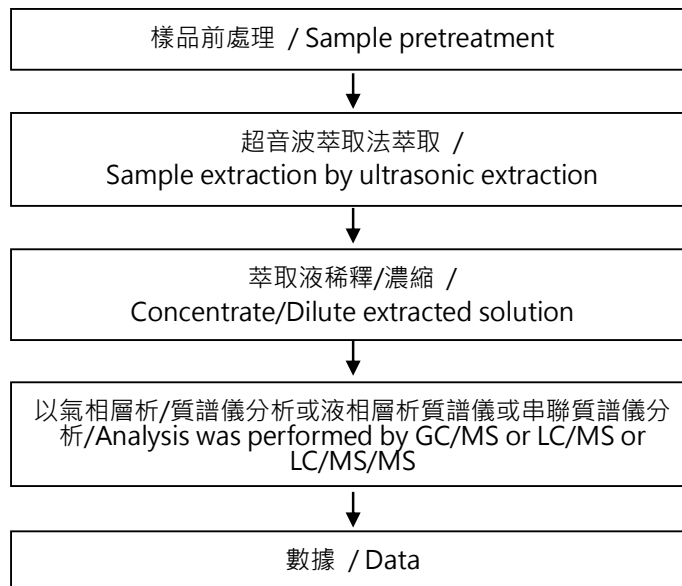 樣品前處理 / Sample pretreatment
超音波萃取法萃取 /
Sample extraction by ultrasonic extraction
萃取液稀釋/濃縮 /
Concentrate/Dilute extracted solution
以氣相層析/質譜儀分析或液相層析質譜儀或串聯質譜儀分
析/Analysis was performed by GC/MS or LC/MS or
LC/MS/MS
數據 / Data